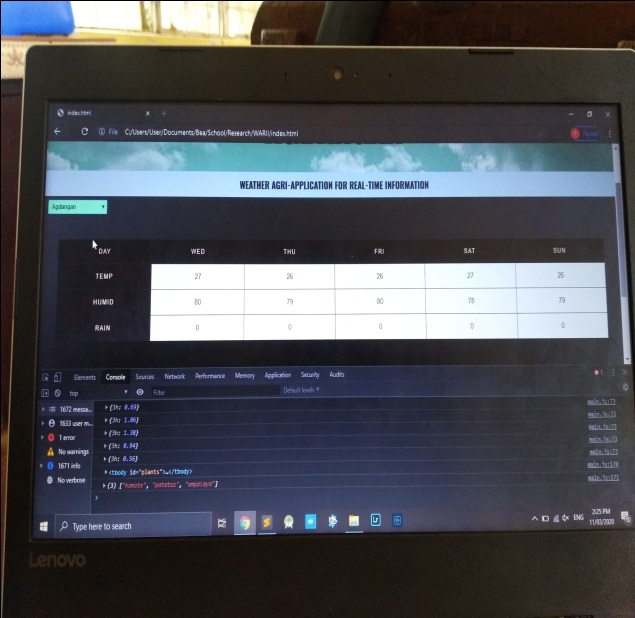 index.html
File C:/Users/User/Documents/Bea/School/Research/WARI/index.html Paused
WEATHER AGRI-APPLICATION FOR REAL-TIME INFORMATION
Agdangan
DAY WED THU FRI SAT SUN
TEMP 27 26 26 27 26
HUMID 80 79 80 78 79
RAIN 0 0 0 0 0
Elements Console Sources Network Performance Memory Application Security Audits
top Filter Default levels
1672 messa...
1633 user m...
1 error
No warnings
1671 info
No verbose
{3h: 0.69} main.js:73
{3h: 1.06} main.js:73
{3h: 1.38} main.js:73
{3h: 0.94} main.js:73
{3h: 0.56} main.js:73
<tbody id="plants">…</tbody> main.js:170
(3) ["kamote", "patatas", "ampalaya"] main.js:171
Type here to search
ENG 2:25 PM
11/03/2020
Lenovo